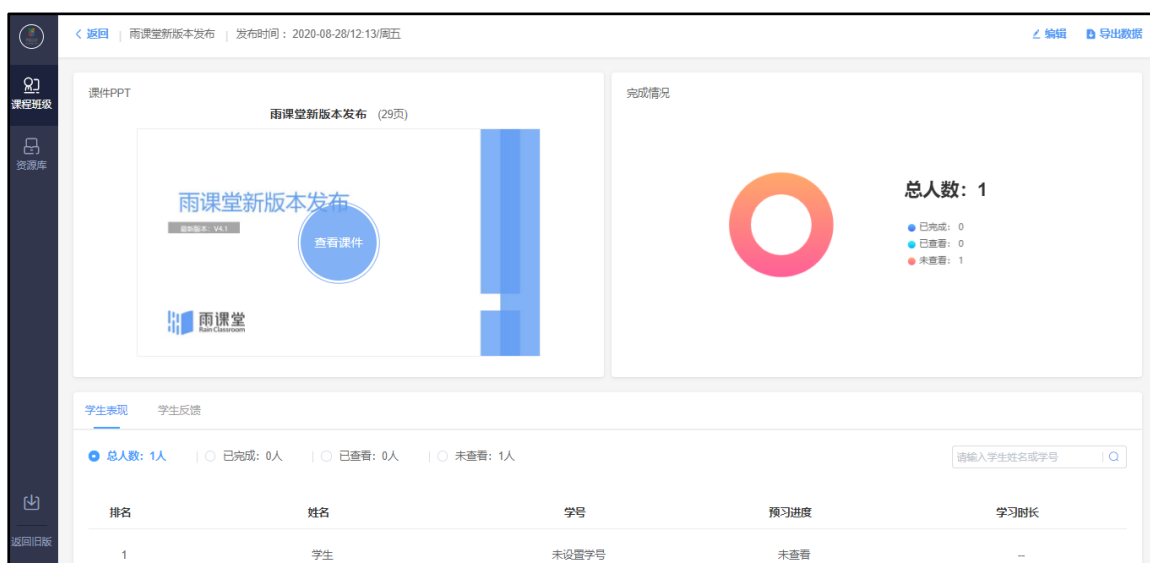 返回 | 雨课堂新版本发布 | 发布时间：2020-08-28/12:13/周五
编辑 导出数据
课程班级
资源库
返回旧版
课件PPT
雨课堂新版本发布 (29页)
雨课堂新版本发布
最新版本：V4.1
查看课件
雨课堂
Rain Classroom
完成情况
总人数：1
已完成：0
已查看：0
未查看：1
学生表现 学生反馈
总人数：1人 | 已完成：0人 | 已查看：0人 | 未查看：1人
请输入学生姓名或学号
排名 姓名 学号 预习进度 学习时长
1 学生 未设置学号 未查看 --